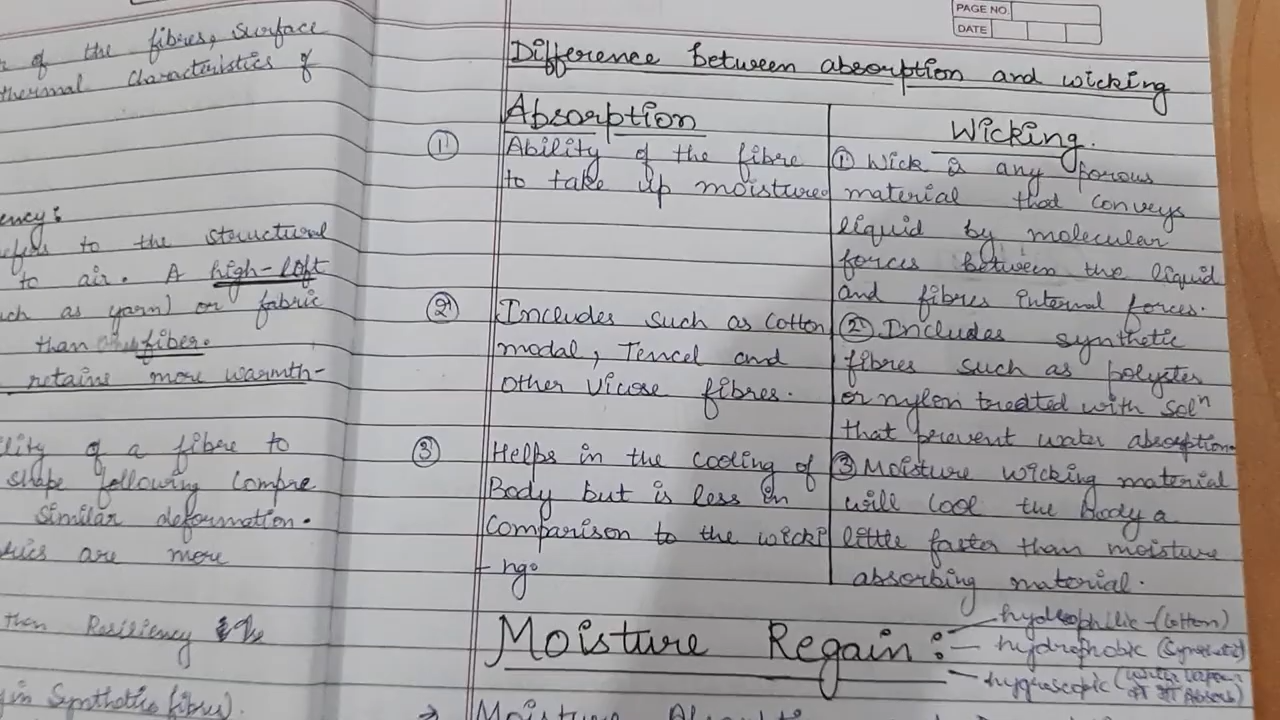 of the fibres, surface
thermal characteristics of
to the structural
to air. A high-loft
as yarn) or fabric
than fiber.
retains more warmth-
of a fibre to
shape following compre
similar deformation.
are more
then Resiliency
in Synthetic fibre).
PAGE NO.
DATE
Difference between absorption and wicking
Absorption
① Ability of the fibre
to take up moisture.
② Includes such as Cotton
modal, Tencel and
other Vicose fibres.
③ Helps in the cooling of
Body but is less in
comparison to the wicki
-ng.
Wicking.
① Wick is any porous
material that conveys
liquid by molecular
forces between the liquid
and fibres internal forces.
② Includes synthetic
fibres such as polyster
or nylon treated with solⁿ
that prevent water absorption.
③ Moisture wicking material
will cool the body a
little faster than moisture
absorbing material.
Moisture Regain :
hydrophilic - (Cotton)
hydrophobic (Synthetic)
hygroscopic (
Absorb)